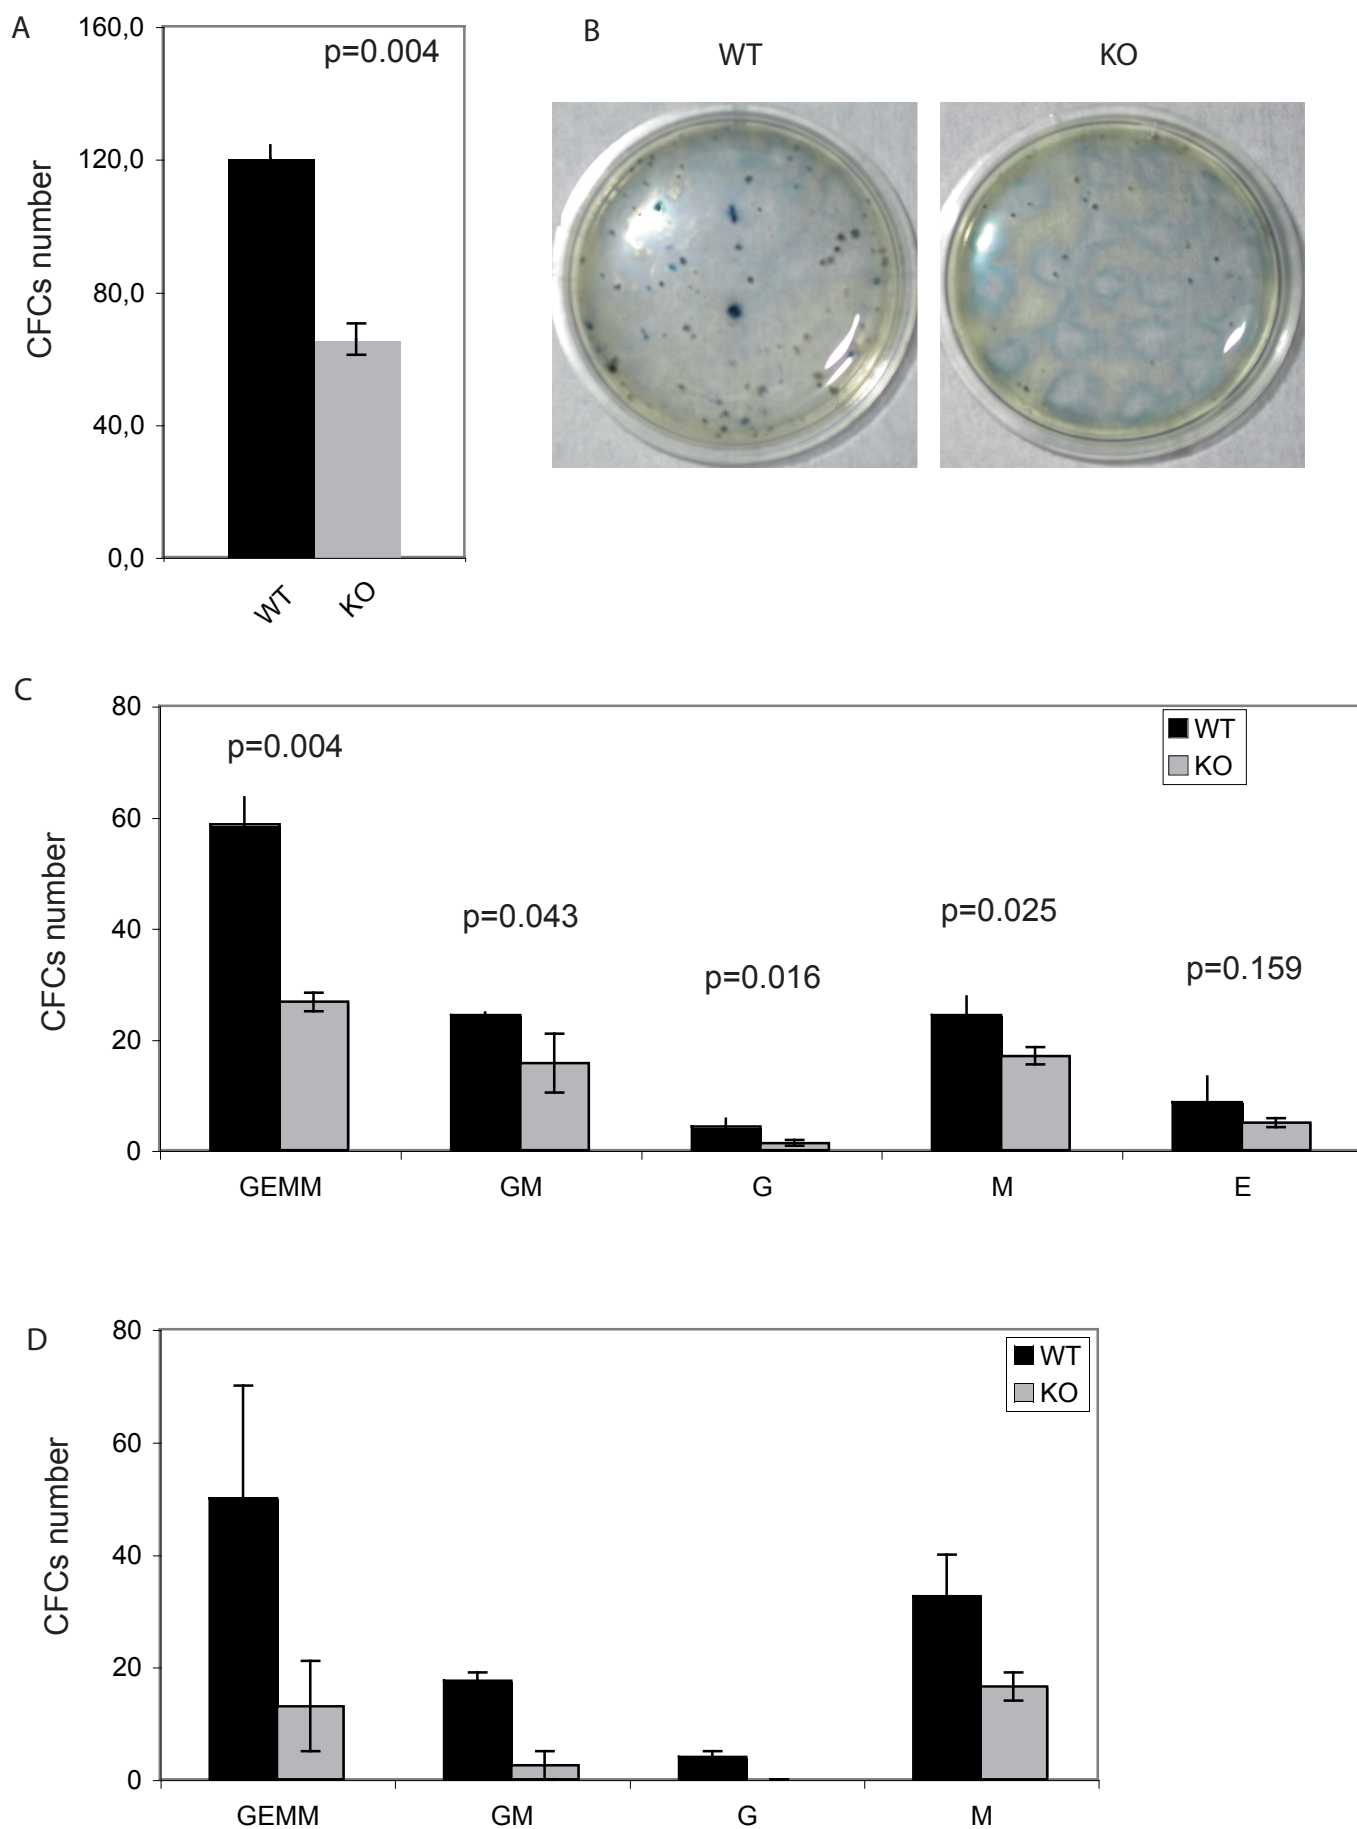 A
160,0
120,0
80,0
40,0
0,0
CFCs number
p=0.004
WT
KO
B
WT
KO
C
80
60
40
20
0
CFCs number
p=0.004
p=0.043
p=0.016
p=0.025
p=0.159
WT
KO
GEMM
GM
G
M
E
D
80
60
40
20
0
CFCs number
WT
KO
GEMM
GM
G
M